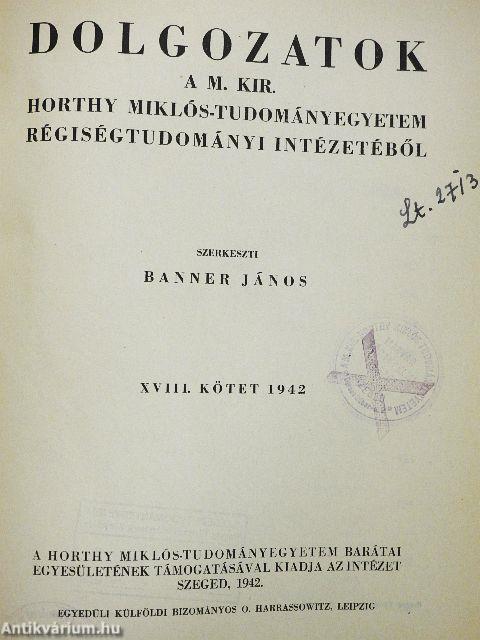 DOLGOZATOK
A M. KIR.
HORTHY MIKLÓS-TUDOMÁNYEGYETEM
RÉGISÉGTUDOMÁNYI INTÉZETÉBŐL
Lt. 27/3
SZERKESZTI
BANNER JÁNOS
XVIII. KÖTET 1942
A HORTHY MIKLÓS-TUDOMÁNYEGYETEM BARÁTAI
EGYESÜLETÉNEK TÁMOGATÁSÁVAL KIADJA AZ INTÉZET
SZEGED, 1942.
EGYEDÜLI KÜLFÖLDI BIZOMÁNYOS O. HARRASSOWITZ, LEIPZIG
Antikvárium.hu